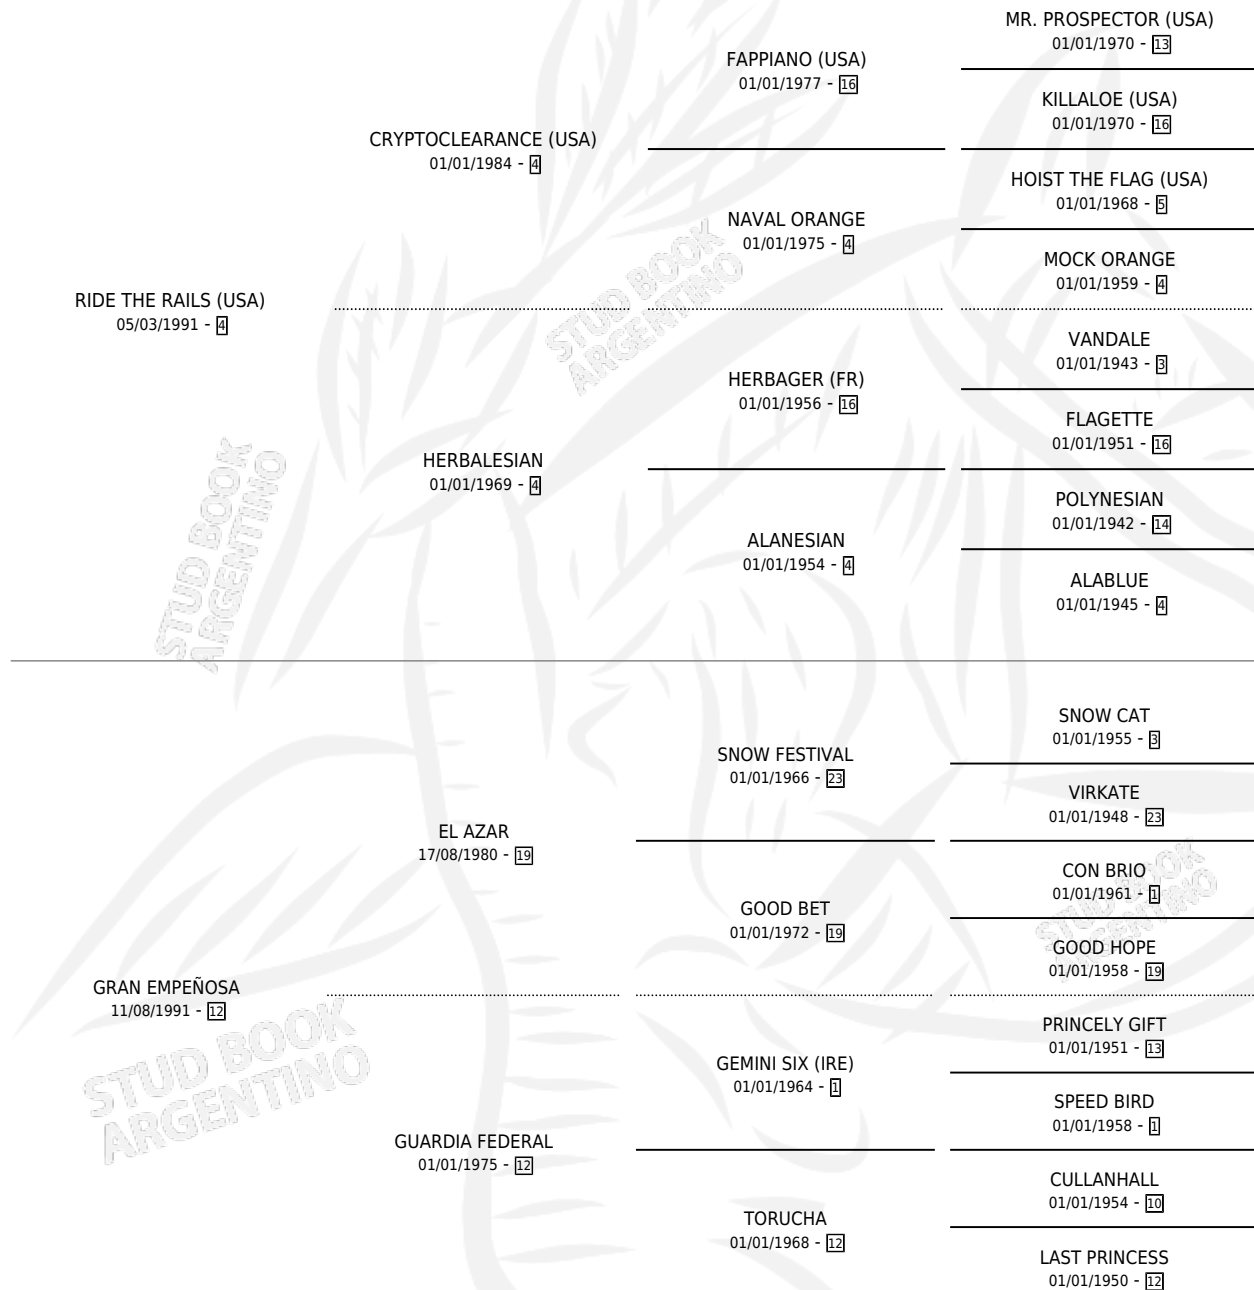 MR. PROSPECTOR (USA)
01/01/1970 - 13
FAPPIANO (USA)
01/01/1977 - 16
KILLALOE (USA)
01/01/1970 - 16
CRYPTOCLEARANCE (USA)
01/01/1984 - 4
HOIST THE FLAG (USA)
01/01/1968 - 5
NAVAL ORANGE
01/01/1975 - 4
MOCK ORANGE
01/01/1959 - 4
RIDE THE RAILS (USA)
05/03/1991 - 4
VANDALE
01/01/1943 - 3
HERBAGER (FR)
01/01/1956 - 16
FLAGETTE
01/01/1951 - 16
HERBALESIAN
01/01/1969 - 4
POLYNESIAN
01/01/1942 - 14
ALANESIAN
01/01/1954 - 4
ALABLUE
01/01/1945 - 4
SNOW CAT
01/01/1955 - 3
SNOW FESTIVAL
01/01/1966 - 23
VIRKATE
01/01/1948 - 23
EL AZAR
17/08/1980 - 19
CON BRIO
01/01/1961 - 1
GOOD BET
01/01/1972 - 19
GOOD HOPE
01/01/1958 - 19
GRAN EMPEÑOSA
11/08/1991 - 12
PRINCELY GIFT
01/01/1951 - 13
GEMINI SIX (IRE)
01/01/1964 - 1
SPEED BIRD
01/01/1958 - 1
GUARDIA FEDERAL
01/01/1975 - 12
CULLANHALL
01/01/1954 - 10
TORUCHA
01/01/1968 - 12
LAST PRINCESS
01/01/1950 - 12
STUD BOOK
ARGENTINO
STUD BOOK
ARGENTINO
STUD BOOK
ARGENTINO
STUD BOOK
ARGENTINO